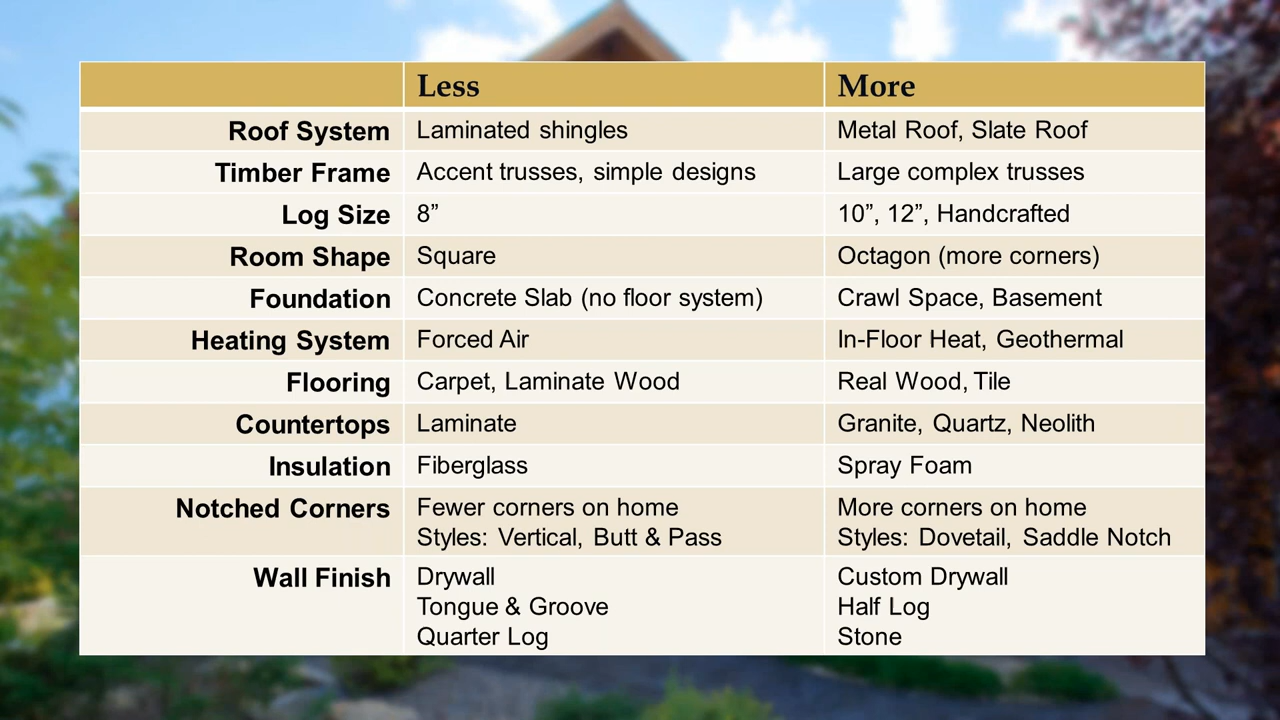 Less More
Roof System Laminated shingles Metal Roof, Slate Roof
Timber Frame Accent trusses, simple designs Large complex trusses
Log Size 8” 10”, 12”, Handcrafted
Room Shape Square Octagon (more corners)
Foundation Concrete Slab (no floor system) Crawl Space, Basement
Heating System Forced Air In-Floor Heat, Geothermal
Flooring Carpet, Laminate Wood Real Wood, Tile
Countertops Laminate Granite, Quartz, Neolith
Insulation Fiberglass Spray Foam
Notched Corners Fewer corners on home More corners on home
Styles: Vertical, Butt & Pass Styles: Dovetail, Saddle Notch
Wall Finish Drywall Custom Drywall
Tongue & Groove Half Log
Quarter Log Stone